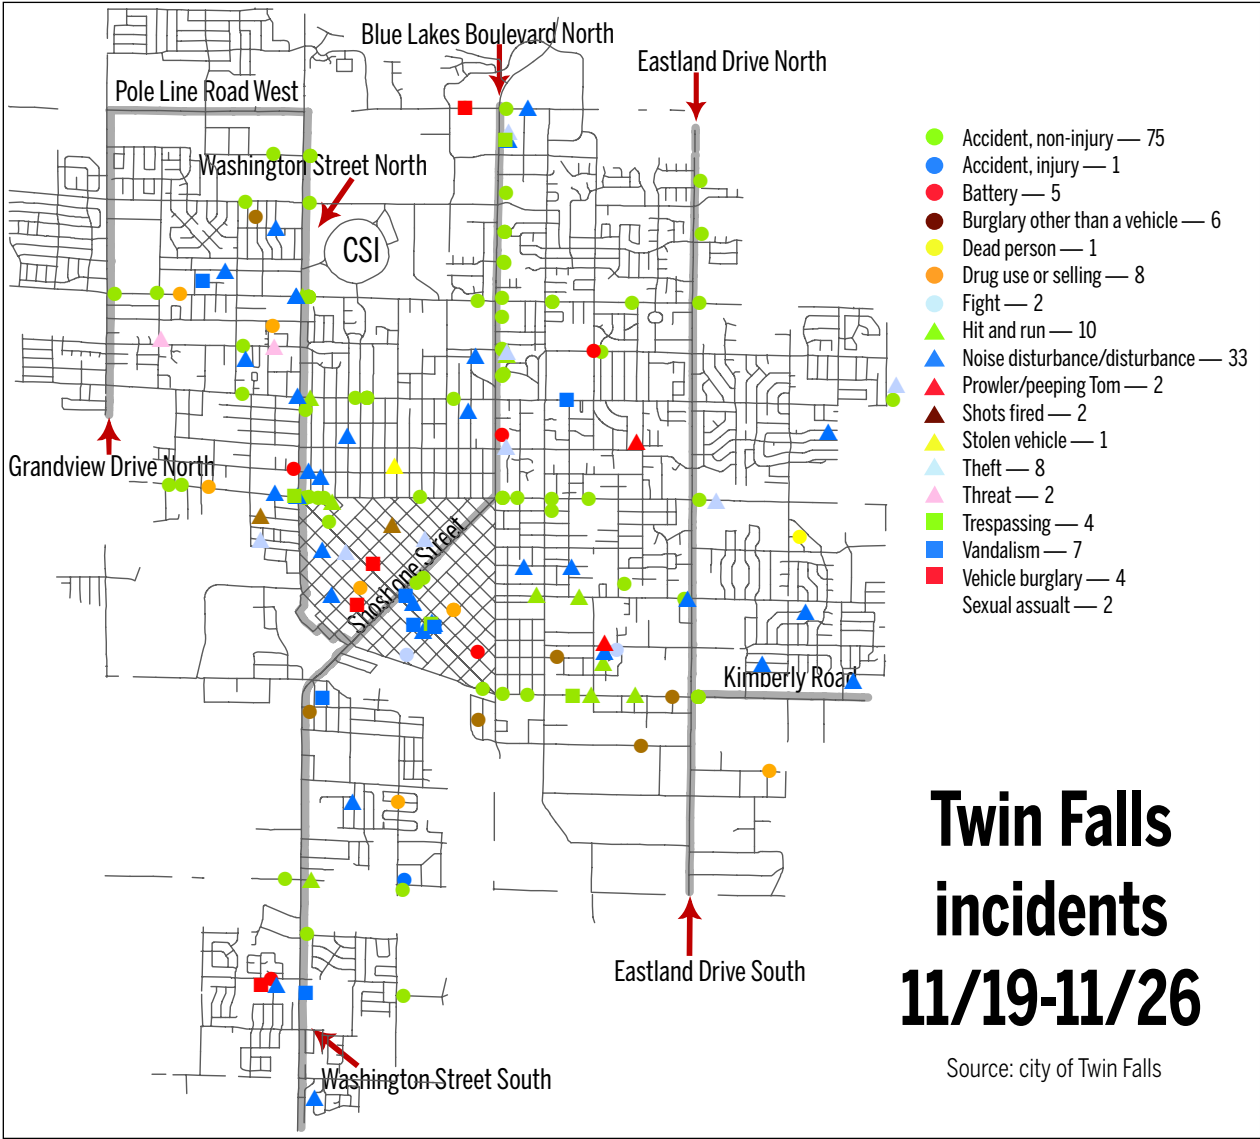 Blue Lakes Boulevard North
Eastland Drive North
Pole Line Road West
Washington Street North
CSI
Grandview Drive North
Shoshone Street
Kimberly Road
Eastland Drive South
Washington Street South
Accident, non-injury — 75
Accident, injury — 1
Battery — 5
Burglary other than a vehicle — 6
Dead person — 1
Drug use or selling — 8
Fight — 2
Hit and run — 10
Noise disturbance/disturbance — 33
Prowler/peeping Tom — 2
Shots fired — 2
Stolen vehicle — 1
Theft — 8
Threat — 2
Trespassing — 4
Vandalism — 7
Vehicle burglary — 4
Sexual assualt — 2
Twin Falls
incidents
11/19-11/26
Source: city of Twin Falls